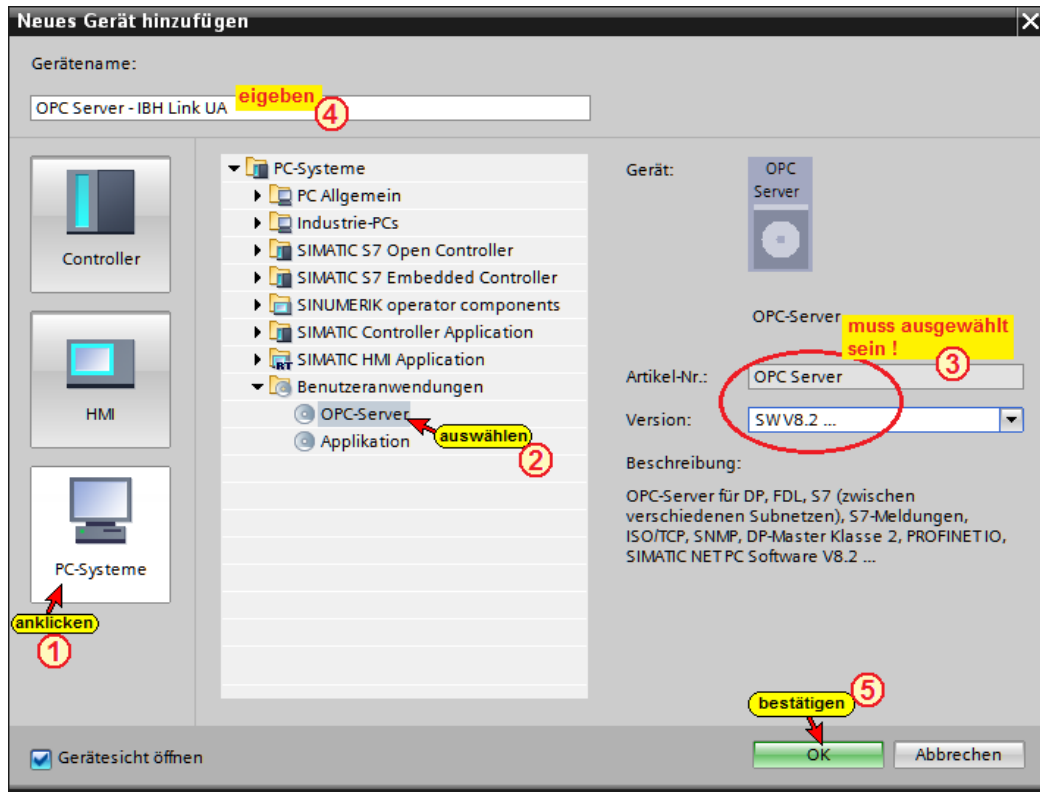 Neues Gerät hinzufügen
Gerätename:
OPC Server - IBH Link UA
eigeben
4
Controller
HMI
PC-Systeme
anklicken
1
PC-Systeme
PC Allgemein
Industrie-PCs
SIMATIC S7 Open Controller
SIMATIC S7 Embedded Controller
SINUMERIK operator components
SIMATIC Controller Application
RT
SIMATIC HMI Application
Benutzeranwendungen
OPC-Server
Applikation
auswählen
2
Gerät:
OPC
Server
OPC-Server
muss ausgewählt
sein !
3
Artikel-Nr.: OPC Server
Version: SW V8.2 ...
Beschreibung:
OPC-Server für DP, FDL, S7 (zwischen
verschiedenen Subnetzen), S7-Meldungen,
ISO/TCP, SNMP, DP-Master Klasse 2, PROFINET IO,
SIMATIC NET PC Software V8.2 ...
bestätigen
5
Gerätesicht öffnen
OK
Abbrechen